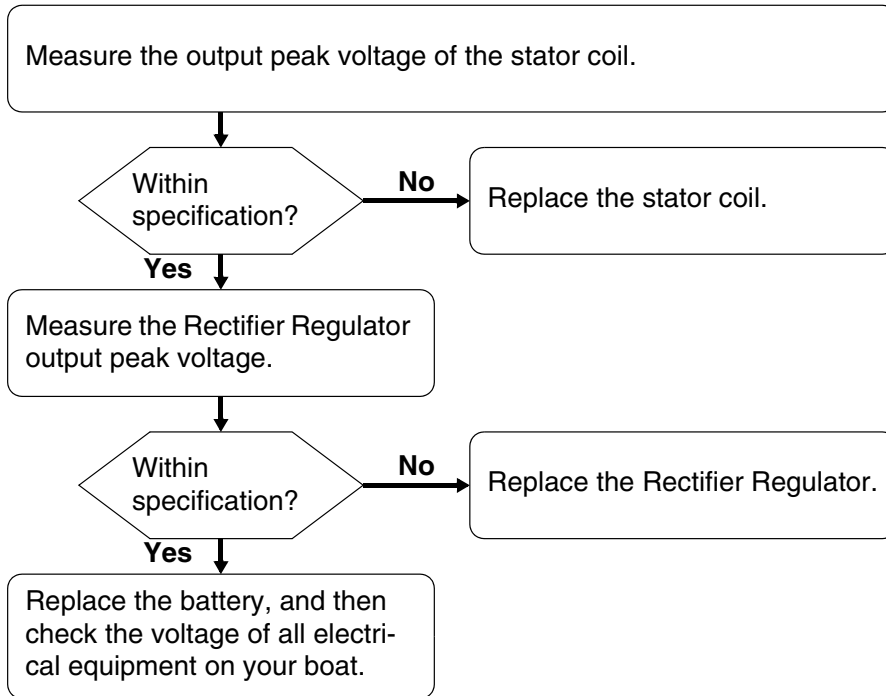 Measure the output peak voltage of the stator coil.
Within
specification?
No
Replace the stator coil.
Yes
Measure the Rectifier Regulator
output peak voltage.
Within
specification?
No
Replace the Rectifier Regulator.
Yes
Replace the battery, and then
check the voltage of all electri-
cal equipment on your boat.